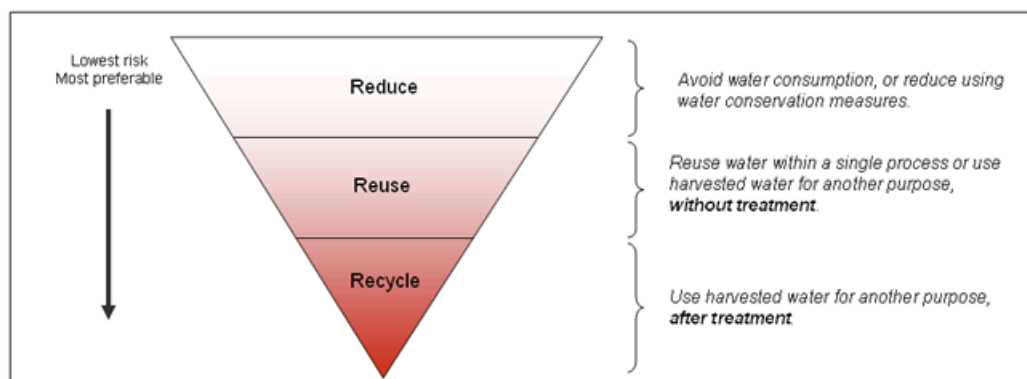 Lowest risk
Most preferable
Reduce
Avoid water consumption, or reduce using
water conservation measures.
Reuse
Reuse water within a single process or use
harvested water for another purpose,
without treatment.
Recycle
Use harvested water for another purpose,
after treatment.